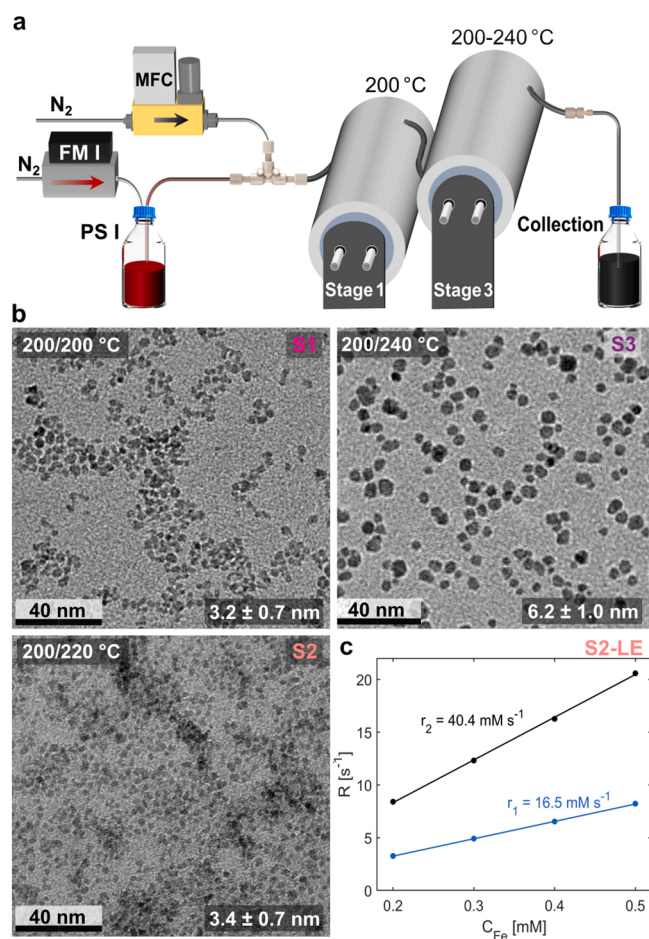 a
200-240 °C
MFC
200 °C
N2
N2
FM I
PS I
Collection
Stage 1
Stage 3
b
200/200 °C
S1
200/240 °C
S3
40 nm
3.2 ± 0.7 nm
40 nm
6.2 ± 1.0 nm
200/220 °C
S2
40 nm
3.4 ± 0.7 nm
c
S2-LE
20
15
10
5
0
R [s-1]
r2 = 40.4 mM s-1
r1 = 16.5 mM s-1
0.2
0.3
0.4
0.5
CFe [mM]